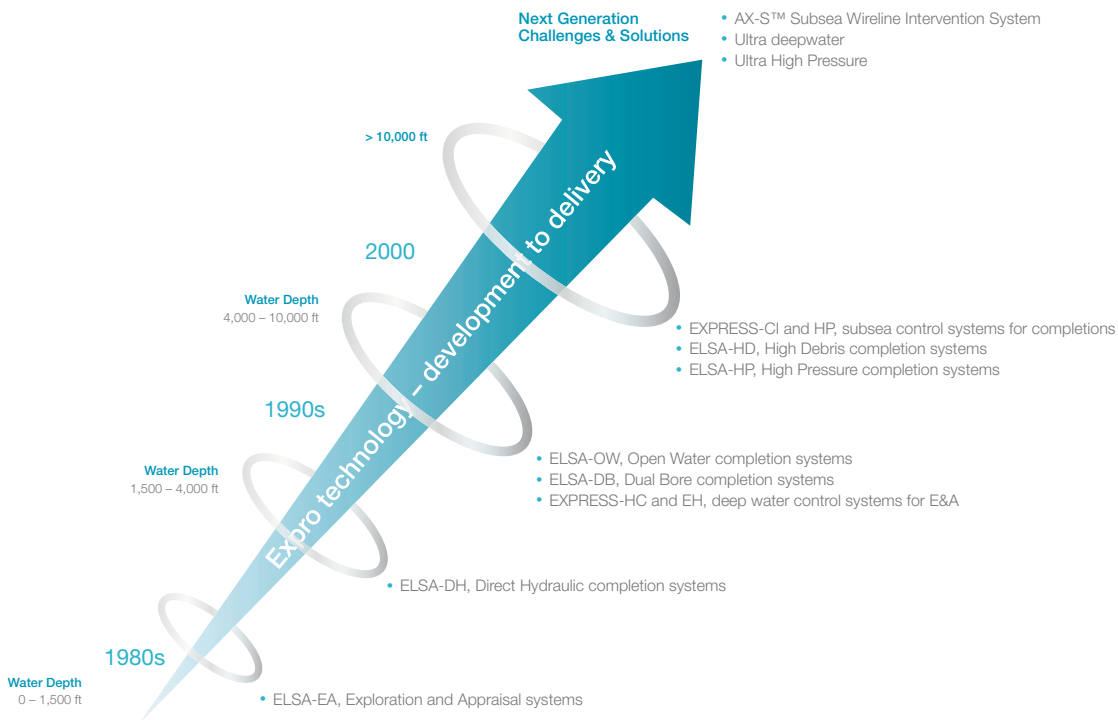 Next Generation
Challenges & Solutions
• AX-S™ Subsea Wireline Intervention System
• Ultra deepwater
• Ultra High Pressure
> 10,000 ft
Expro technology – development to delivery
2000
Water Depth
4,000 – 10,000 ft
• EXPRESS-CI and HP, subsea control systems for completions
• ELSA-HD, High Debris completion systems
• ELSA-HP, High Pressure completion systems
1990s
• ELSA-OW, Open Water completion systems
• ELSA-DB, Dual Bore completion systems
• EXPRESS-HC and EH, deep water control systems for E&A
Water Depth
1,500 – 4,000 ft
• ELSA-DH, Direct Hydraulic completion systems
1980s
Water Depth
0 – 1,500 ft
• ELSA-EA, Exploration and Appraisal systems